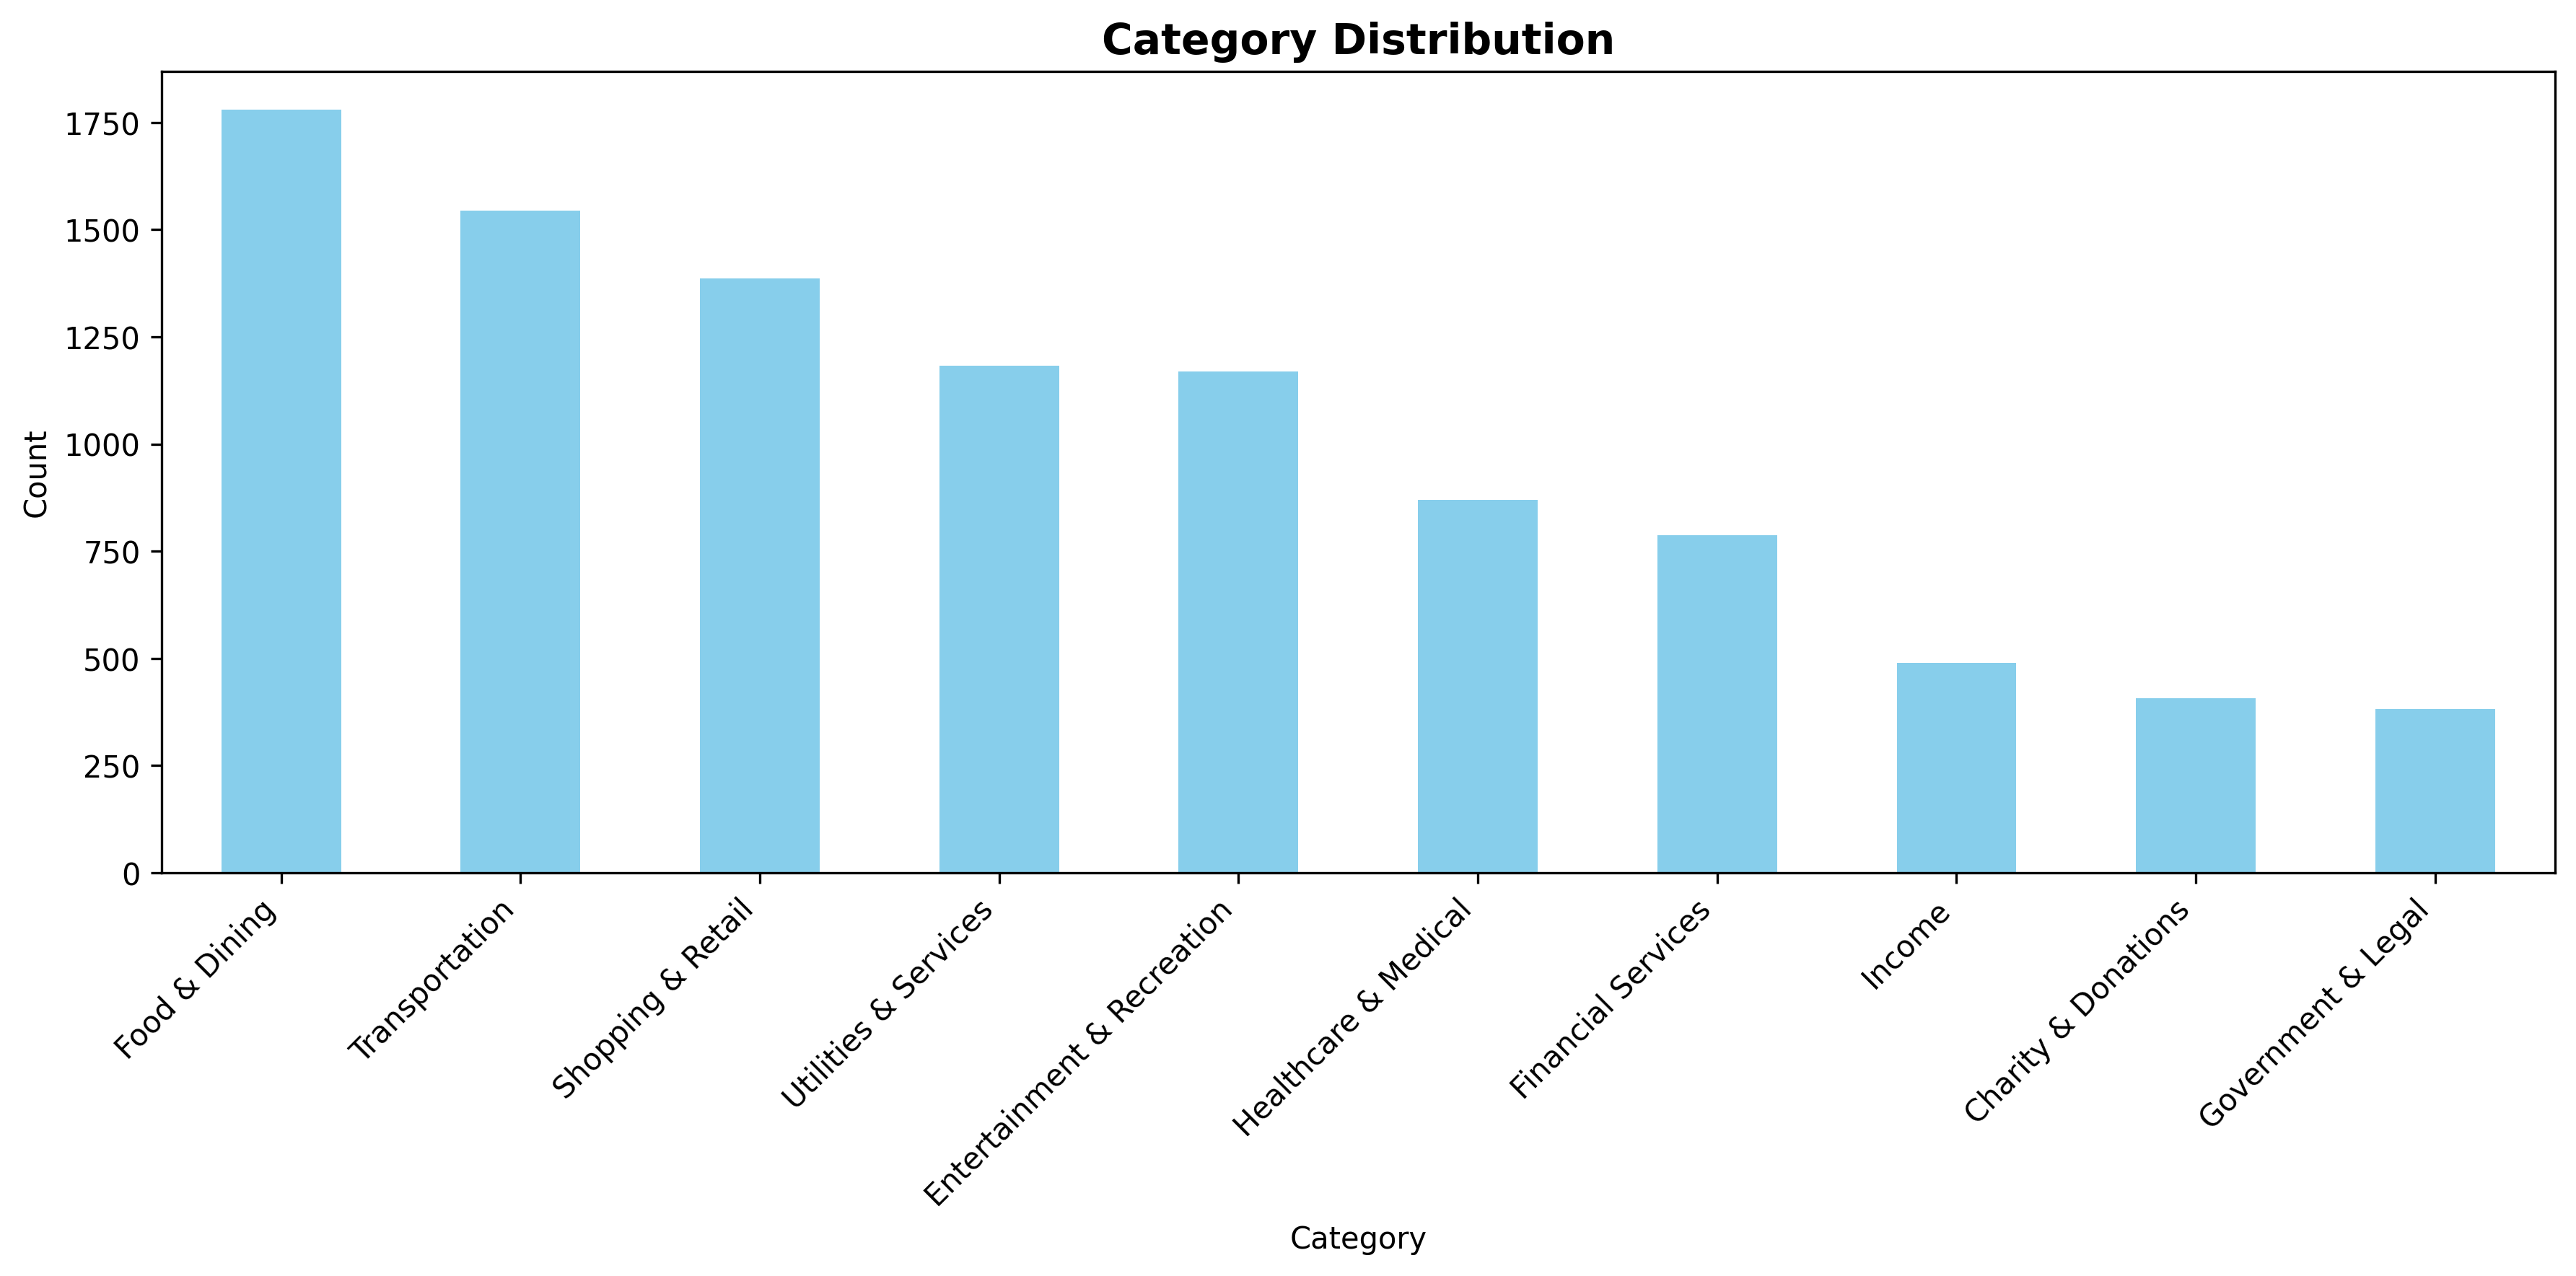 Category Distribution
Count
1750
1500
1250
1000
750
500
250
0
Food & Dining
Transportation
Shopping & Retail
Utilities & Services
Entertainment & Recreation
Healthcare & Medical
Financial Services
Income
Charity & Donations
Government & Legal
Category